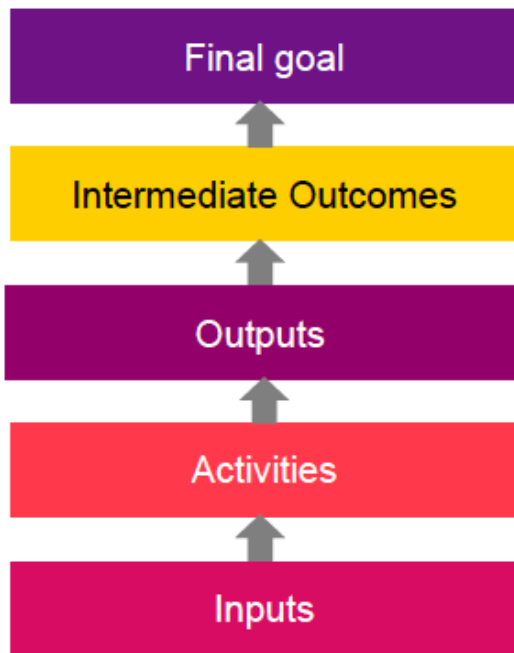 Final goal
Intermediate Outcomes
Outputs
Activities
Inputs